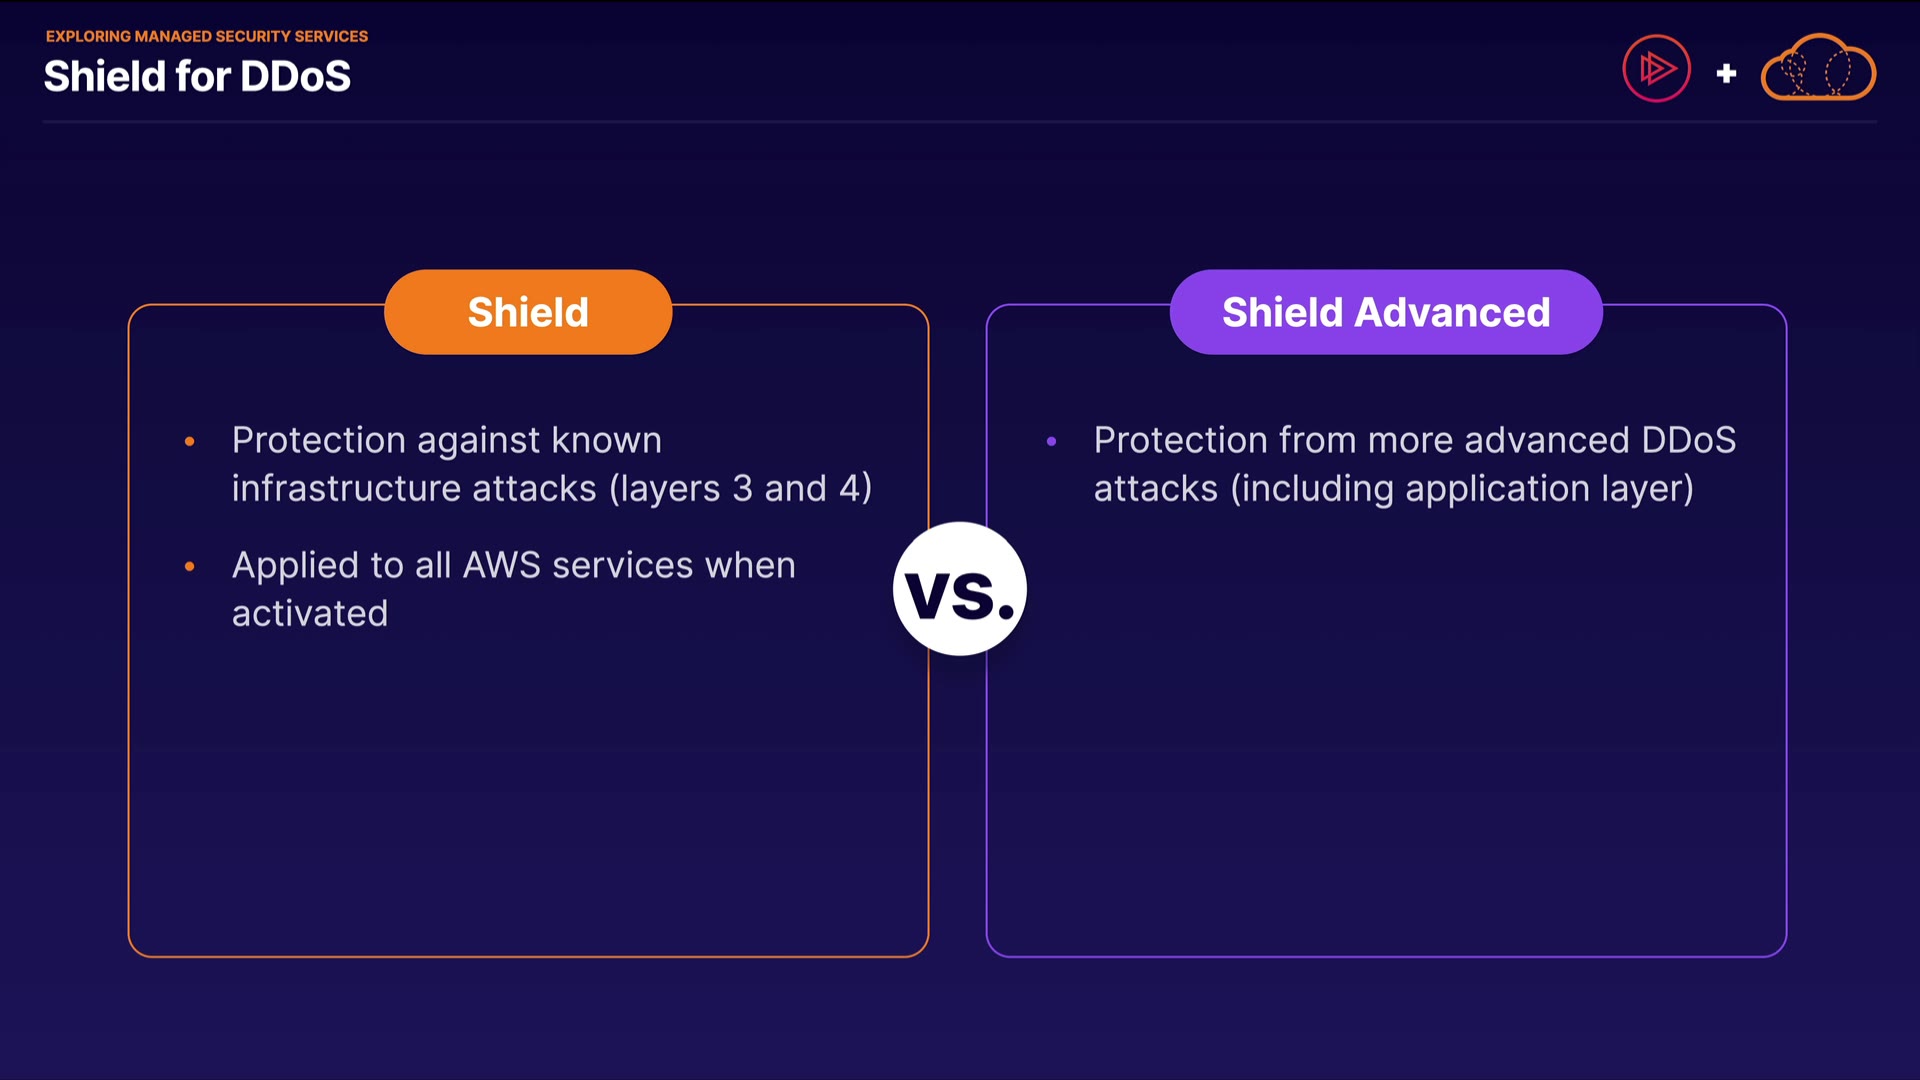 EXPLORING MANAGED SECURITY SERVICES
Shield for DDoS
+
Shield
• Protection against known
infrastructure attacks (layers 3 and 4)
• Applied to all AWS services when
activated
vs.
Shield Advanced
• Protection from more advanced DDoS
attacks (including application layer)